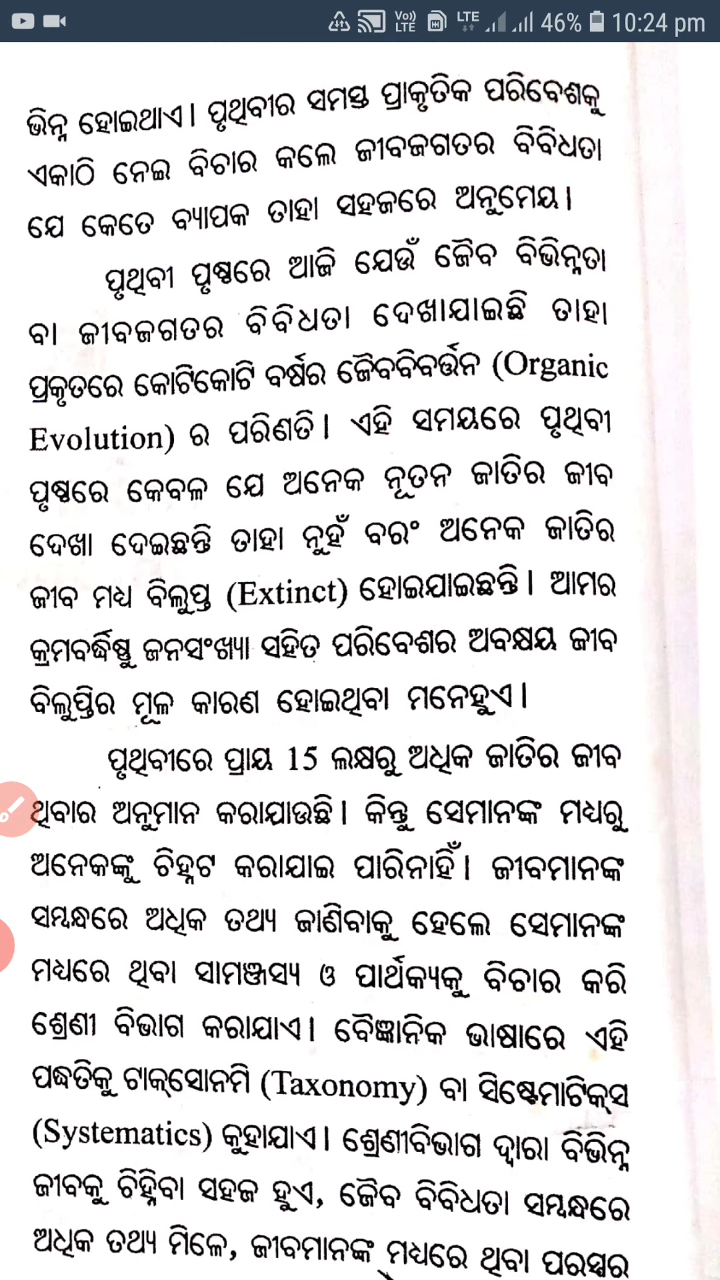 46% 10:24 pm
ଭିନ୍ନ ହୋଇଥାଏ। ପୃଥିବୀର ସମସ୍ତ ପ୍ରାକୃତିକ ପରିବେଶକୁ
ଏକାଠି ନେଇ ବିଚାର କଲେ ଜୀବଜଗତର ବିବିଧତା
ଯେ କେତେ ବ୍ୟାପକ ତାହା ସହଜରେ ଅନୁମେୟ।
ପୃଥିବୀ ପୃଷ୍ଠରେ ଆଜି ଯେଉଁ ଜୈବ ବିଭିନ୍ନତା
ବା ଜୀବଜଗତର ବିବିଧତା ଦେଖାଯାଇଛି ତାହା
ପ୍ରକୃତରେ କୋଟିକୋଟି ବର୍ଷର ଜୈବବିବର୍ତ୍ତନ (Organic
Evolution) ର ପରିଣତି। ଏହି ସମୟରେ ପୃଥିବୀ
ପୃଷ୍ଠରେ କେବଳ ଯେ ଅନେକ ନୂତନ ଜାତିର ଜୀବ
ଦେଖା ଦେଇଛନ୍ତି ତାହା ନୁହେଁ ବରଂ ଅନେକ ଜାତିର
ଜୀବ ମଧ୍ୟ ବିଲୁପ୍ତ (Extinct) ହୋଇଯାଇଛନ୍ତି। ଆମର
କ୍ରମବର୍ଦ୍ଧିଷ୍ଣୁ ଜନସଂଖ୍ୟା ସହିତ ପରିବେଶର ଅବକ୍ଷୟ ଜୀବ
ବିଲୁପ୍ତିର ମୂଳ କାରଣ ହୋଇଥିବା ମନେହୁଏ।
ପୃଥିବୀରେ ପ୍ରାୟ 15 ଲକ୍ଷରୁ ଅଧିକ ଜାତିର ଜୀବ
ଥିବାର ଅନୁମାନ କରାଯାଉଛି। କିନ୍ତୁ ସେମାନଙ୍କ ମଧ୍ୟରୁ
ଅନେକଙ୍କୁ ଚିହ୍ନଟ କରାଯାଇ ପାରିନାହିଁ। ଜୀବମାନଙ୍କ
ସମ୍ବନ୍ଧରେ ଅଧିକ ତଥ୍ୟ ଜାଣିବାକୁ ହେଲେ ସେମାନଙ୍କ
ମଧ୍ୟରେ ଥିବା ସାମଞ୍ଜସ୍ୟ ଓ ପାର୍ଥକ୍ୟକୁ ବିଚାର କରି
ଶ୍ରେଣୀ ବିଭାଗ କରାଯାଏ। ବୈଜ୍ଞାନିକ ଭାଷାରେ ଏହି
ପଦ୍ଧତିକୁ ଟାକ୍‌ସୋନମି (Taxonomy) ବା ସିଷ୍ଟେମାଟିକ୍‌ସ
(Systematics) କୁହାଯାଏ। ଶ୍ରେଣୀବିଭାଗ ଦ୍ୱାରା ବିଭିନ୍ନ
ଜୀବକୁ ଚିହ୍ନିବା ସହଜ ହୁଏ, ଜୈବ ବିବିଧତା ସମ୍ବନ୍ଧରେ
ଅଧିକ ତଥ୍ୟ ମିଳେ, ଜୀବମାନଙ୍କ ମଧ୍ୟରେ ଥିବା ପରସ୍ପର